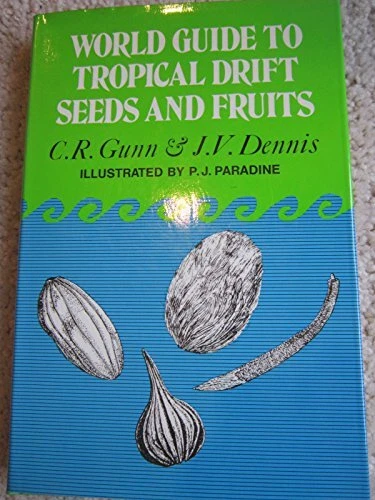 WORLD GUIDE TO
TROPICAL DRIFT
SEEDS AND FRUITS
C.R. Gunn & J.V. Dennis
ILLUSTRATED BY P.J. PARADINE